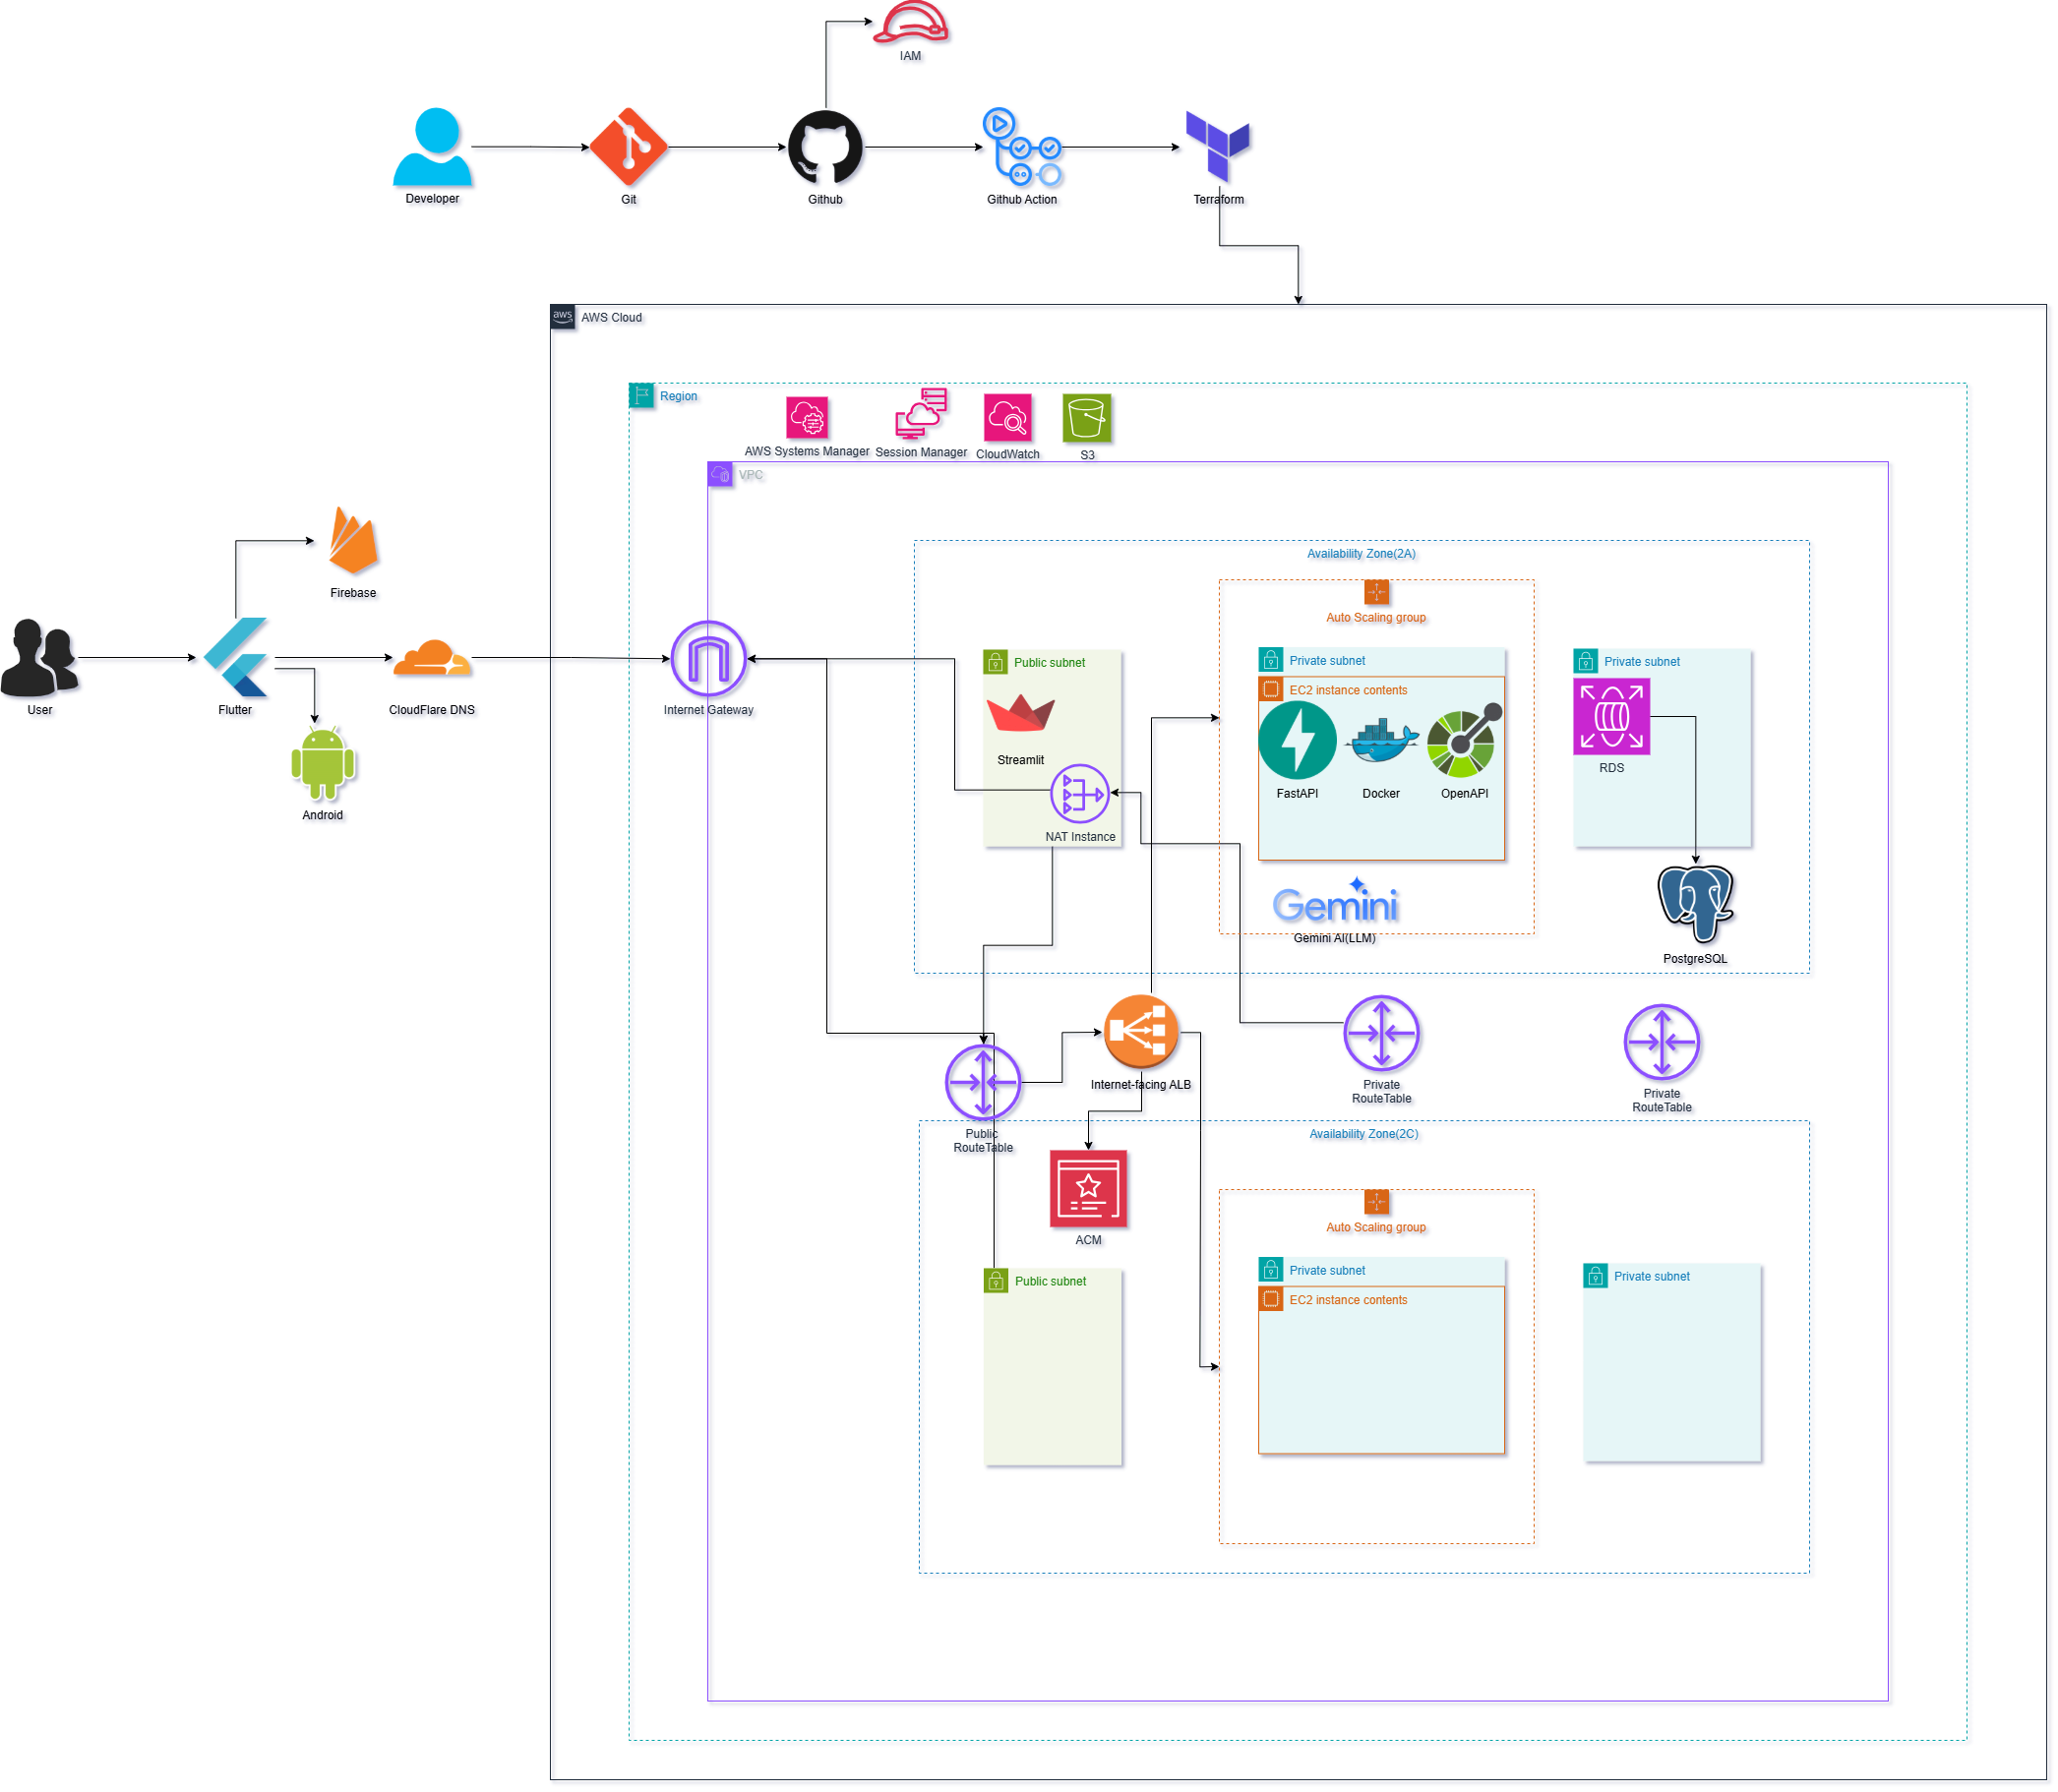 IAM
Developer
Git
Github
Github Action
Terraform
aws
AWS Cloud
Region
AWS Systems Manager
Session Manager
CloudWatch
S3
VPC
Availability Zone(2A)
Auto Scaling group
Firebase
User
Flutter
CloudFlare DNS
Android
Internet Gateway
Public subnet
Streamlit
NAT Instance
Private subnet
EC2 instance contents
FastAPI
Docker
OpenAPI
Gemini
Gemini AI(LLM)
Private subnet
RDS
PostgreSQL
Internet-facing ALB
Private
RouteTable
Private
RouteTable
Public
RouteTable
Availability Zone(2C)
ACM
Auto Scaling group
Public subnet
Private subnet
EC2 instance contents
Private subnet